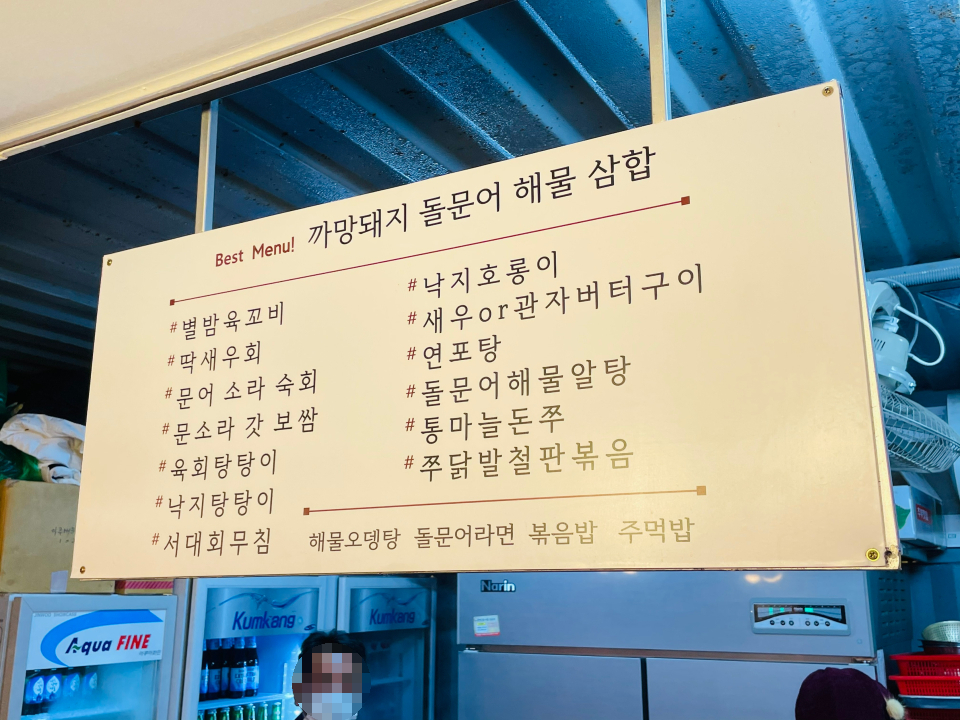 Best Menu! 까망돼지 돌문어 해물 삼합
#별밤육꼬비
#딱새우회
#문어 소라 숙회
#문소라 갓 보쌈
#육회탕탕이
#낙지탕탕이
#서대회무침
#낙지호롱이
#새우or관자버터구이
#연포탕
#돌문어해물알탕
#통마늘돈쭈
#쭈닭발철판볶음
해물오뎅탕 돌문어라면 볶음밥 주먹밥
Aqua FINE
Kumkang
Kumkang
Narin